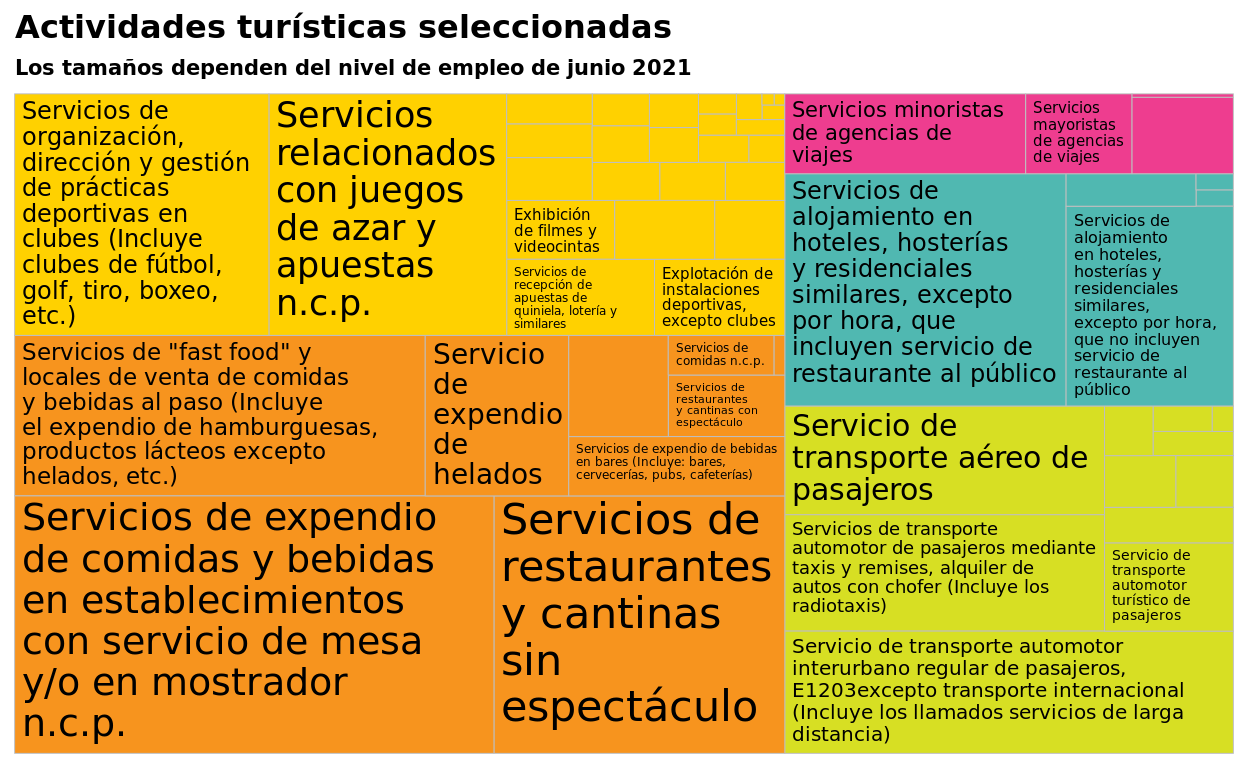 Actividades turísticas seleccionadas
Los tamaños dependen del nivel de empleo de junio 2021
Servicios de
organización,
dirección y gestión
de prácticas
deportivas en
clubes (Incluye
clubes de fútbol,
golf, tiro, boxeo,
etc.)
Servicios
relacionados
con juegos
de azar y
apuestas
n.c.p.
Exhibición
de filmes y
videocintas
Servicios de
recepción de
apuestas de
quiniela, lotería y
similares
Explotación de
instalaciones
deportivas,
excepto clubes
Servicios minoristas
de agencias de
viajes
Servicios
mayoristas
de agencias
de viajes
Servicios de
alojamiento en
hoteles, hosterías
y residenciales
similares, excepto
por hora, que
incluyen servicio de
restaurante al público
Servicios de
alojamiento
en hoteles,
hosterías y
residenciales
similares,
excepto por hora,
que no incluyen
servicio de
restaurante al
público
Servicios de "fast food" y
locales de venta de comidas
y bebidas al paso (Incluye
el expendio de hamburguesas,
productos lácteos excepto
helados, etc.)
Servicio
de
expendio
de
helados
Servicios de
comidas n.c.p.
Servicios de
restaurantes
y cantinas con
espectáculo
Servicios de expendio de bebidas
en bares (Incluye: bares,
cervecerías, pubs, cafeterías)
Servicios de expendio
de comidas y bebidas
en establecimientos
con servicio de mesa
y/o en mostrador
n.c.p.
Servicios de
restaurantes
y cantinas
sin
espectáculo
Servicio de
transporte aéreo de
pasajeros
Servicios de transporte
automotor de pasajeros mediante
taxis y remises, alquiler de
autos con chofer (Incluye los
radiotaxis)
Servicio de
transporte
automotor
turístico de
pasajeros
Servicio de transporte automotor
interurbano regular de pasajeros,
E1203excepto transporte internacional
(Incluye los llamados servicios de larga
distancia)